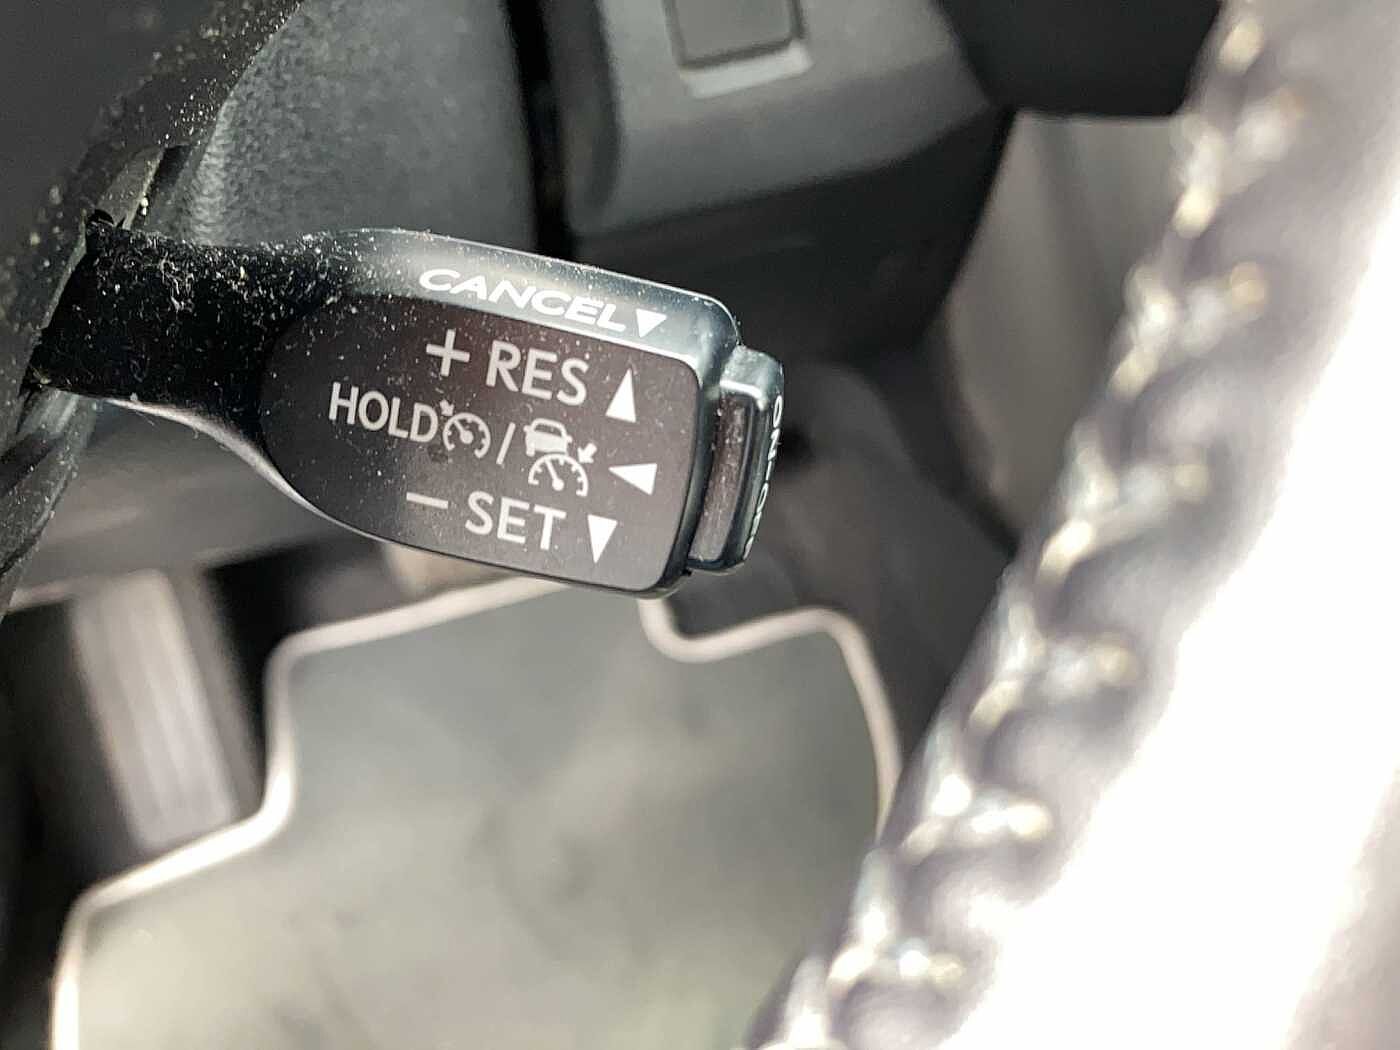 CANCEL▼
+ RES ▲
HOLD / ◀
− SET ▼